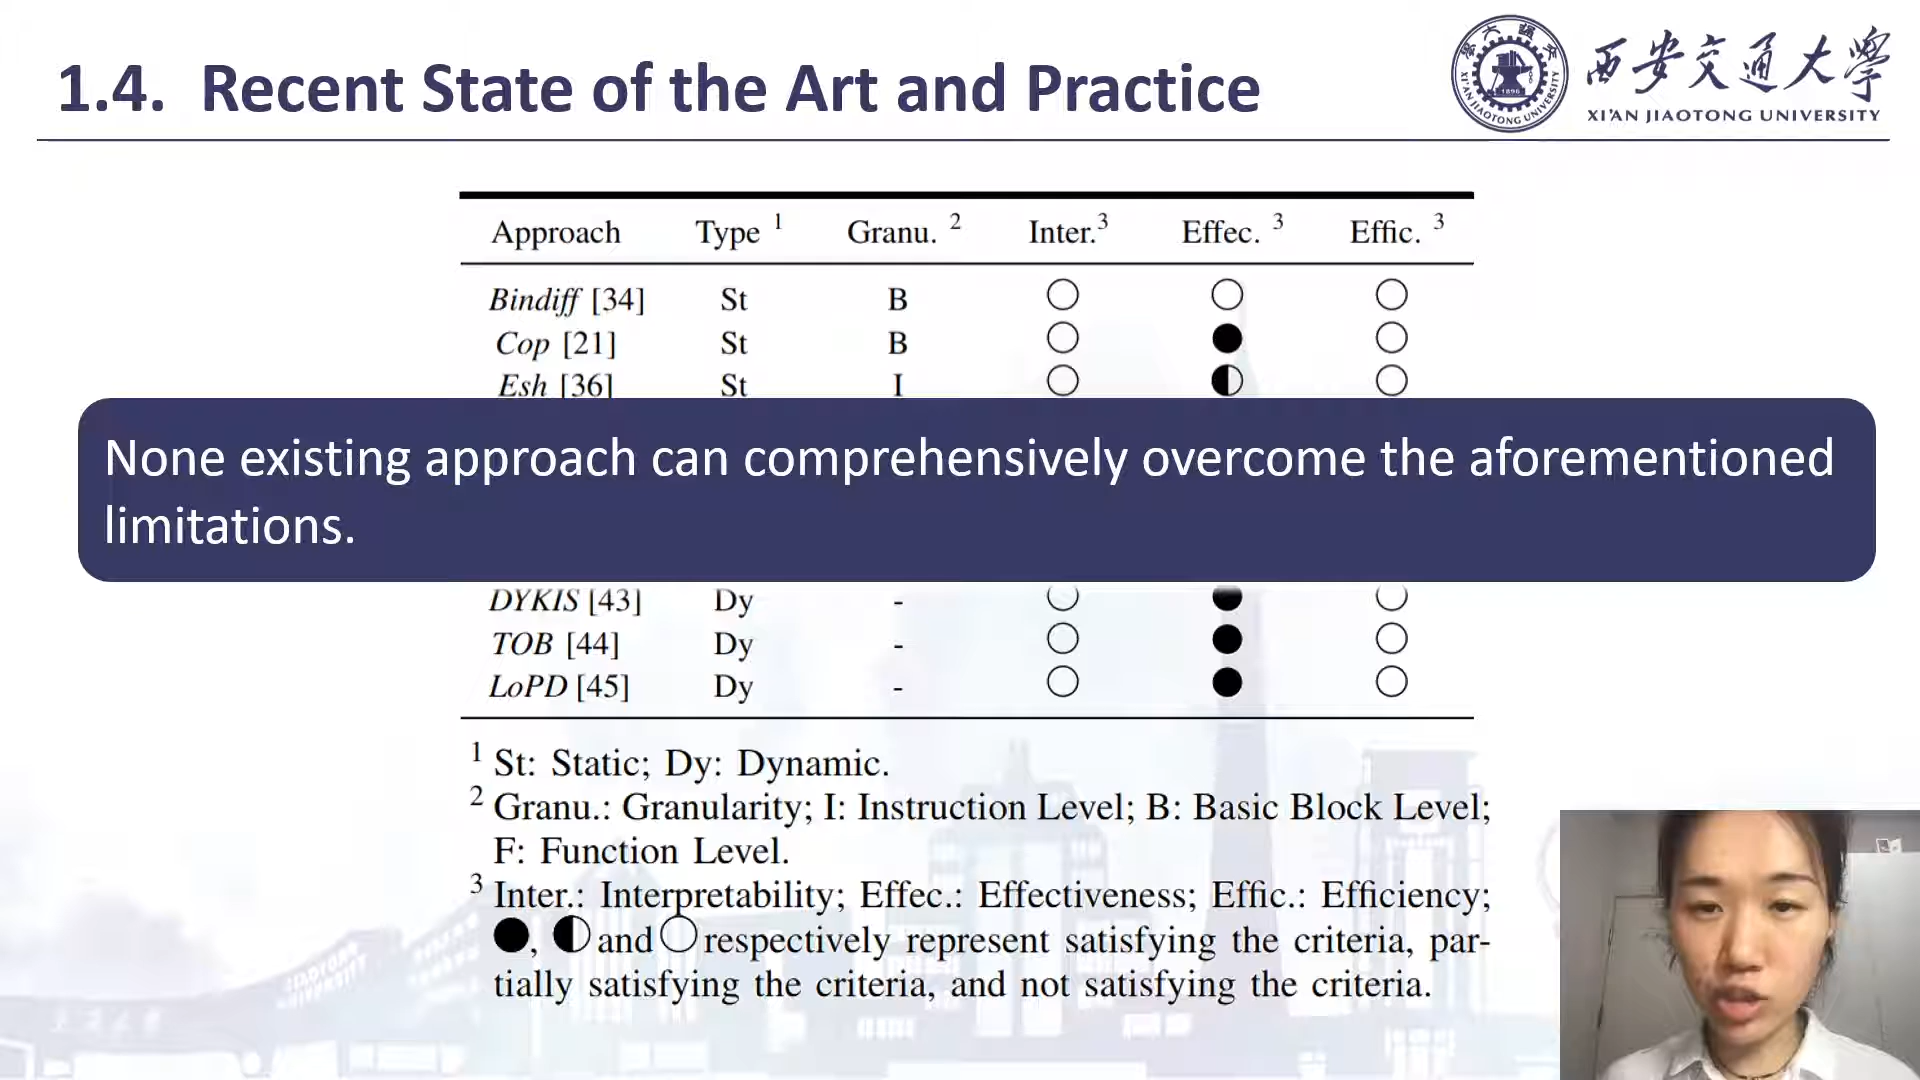 1.4. Recent State of the Art and Practice
西安交通大學
XI'AN JIAOTONG UNIVERSITY
XI'AN JIAOTONG UNIVERSITY
1896
Approach Type 1 Granu. 2 Inter.3 Effec. 3 Effic. 3
Bindiff [34] St B ○ ○ ○
Cop [21] St B ○ ● ○
Esh [36] St I ○ ◐ ○
None existing approach can comprehensively overcome the aforementioned
limitations.
DYKIS [43] Dy - ○ ● ○
TOB [44] Dy - ○ ● ○
LoPD [45] Dy - ○ ● ○
1 St: Static; Dy: Dynamic.
2 Granu.: Granularity; I: Instruction Level; B: Basic Block Level;
F: Function Level.
3 Inter.: Interpretability; Effec.: Effectiveness; Effic.: Efficiency;
●, ◐ and ○ respectively represent satisfying the criteria, par-
tially satisfying the criteria, and not satisfying the criteria.